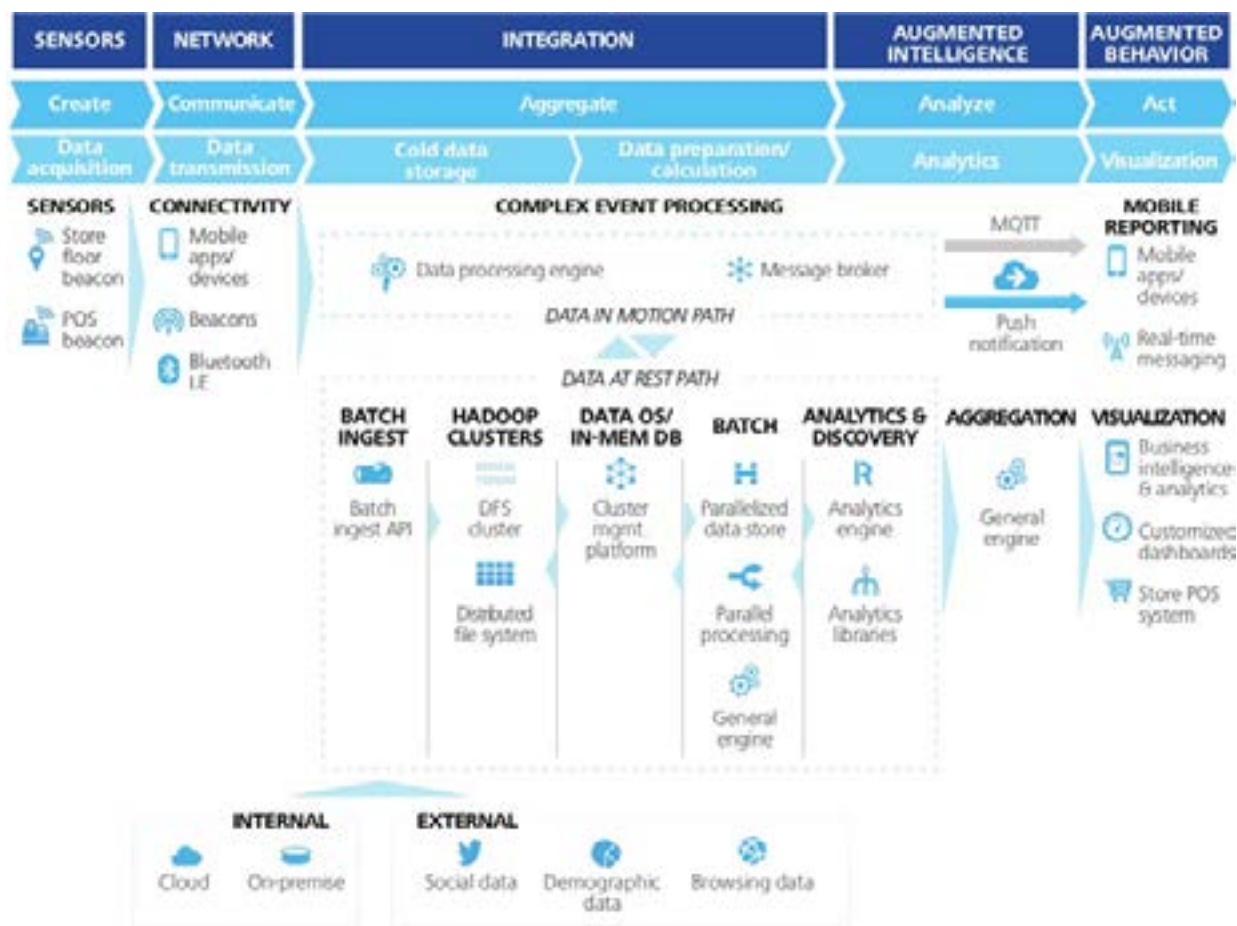 SENSORS
NETWORK
INTEGRATION
AUGMENTED
INTELLIGENCE
AUGMENTED
BEHAVIOR
Create
Communicate
Aggregate
Analyze
Act
Data
acquisition
Data
transmission
Cold data
storage
Data preparation/
calculation
Analytics
Visualization
SENSORS
Store
floor
beacon
POS
beacon
CONNECTIVITY
Mobile
apps/
devices
Beacons
Bluetooth
LE
COMPLEX EVENT PROCESSING
Data processing engine
Message broker
DATA IN MOTION PATH
DATA AT REST PATH
MQTT
Push
notification
MOBILE
REPORTING
Mobile
apps/
devices
Real-time
messaging
BATCH
INGEST
Batch
ingest API
HADOOP
CLUSTERS
DFS
cluster
Distributed
file system
DATA OS/
IN-MEM DB
Cluster
mgmt.
platform
BATCH
Parallelized
data store
Parallel
processing
General
engine
ANALYTICS &
DISCOVERY
R
Analytics
engine
Analytics
libraries
AGGREGATION
General
engine
VISUALIZATION
Business
intelligence
& analytics
Customized
dashboards
Store POS
system
INTERNAL
Cloud
On-premise
EXTERNAL
Social data
Demographic
data
Browsing data